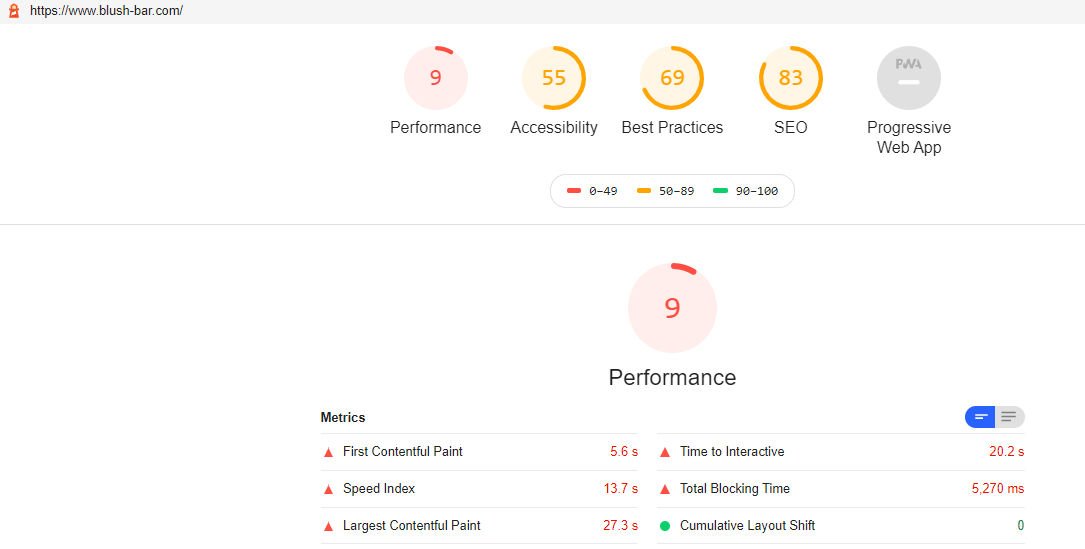 https://www.blush-bar.com/
9 55 69 83 PWA
Performance Accessibility Best Practices SEO Progressive
Web App
0–49 50–89 90–100
9
Performance
Metrics
First Contentful Paint 5.6 s Time to Interactive 20.2 s
Speed Index 13.7 s Total Blocking Time 5,270 ms
Largest Contentful Paint 27.3 s Cumulative Layout Shift 0